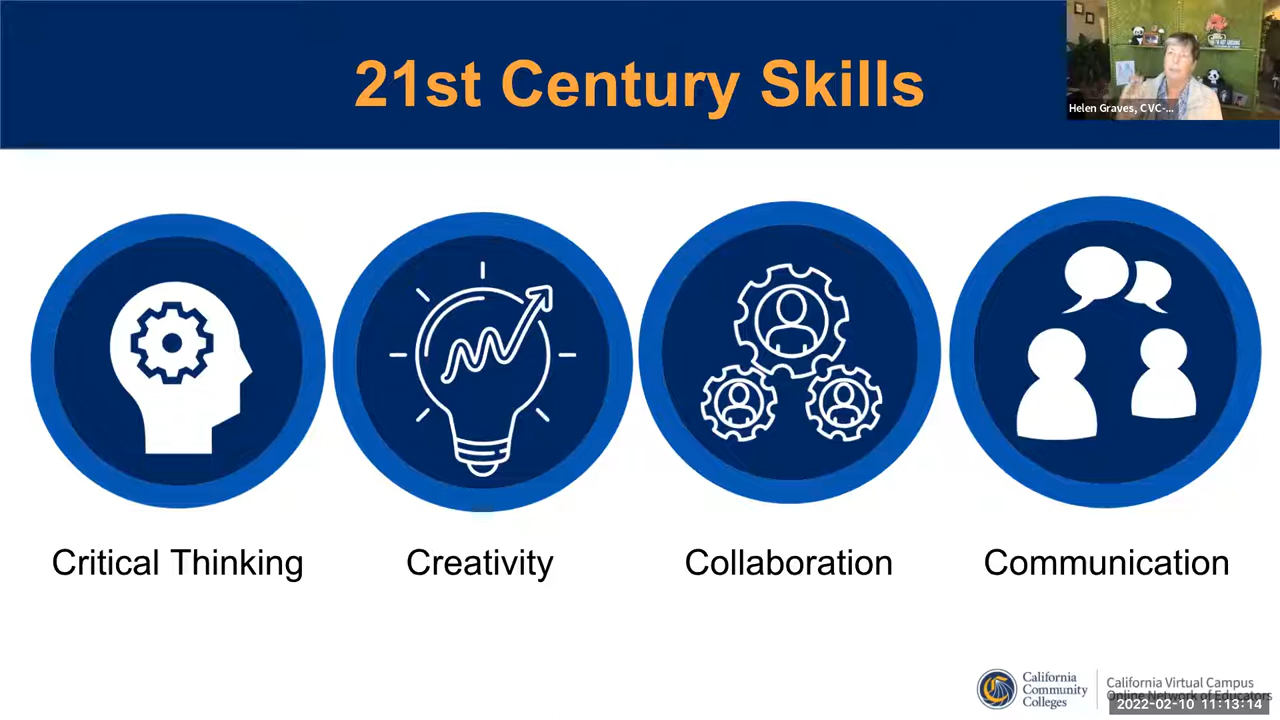 21st Century Skills
Helen Graves, CVC-...
Critical Thinking
Creativity
Collaboration
Communication
California
Community
Colleges
California Virtual Campus
Online Network of Educators
2022-02-10 11:13:14